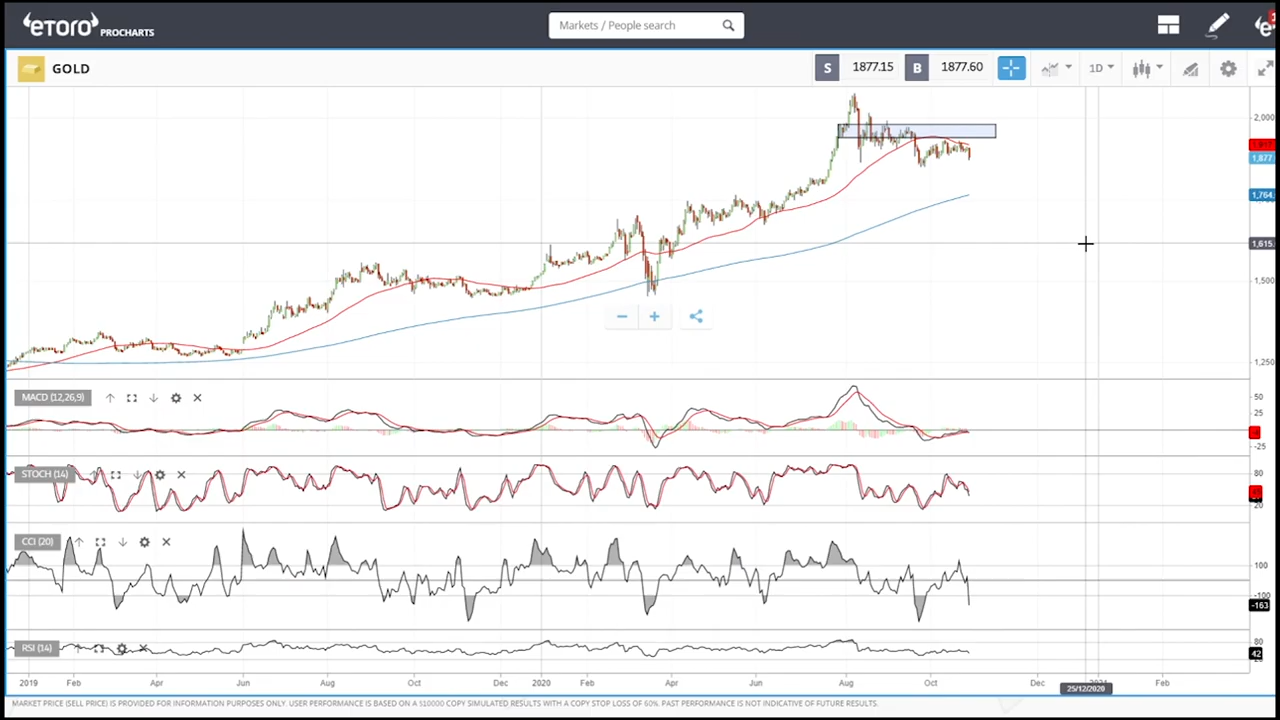 eToro PROCHARTS
Markets / People search
GOLD
S 1877.15 B 1877.60
1D
2,000
1,917
1,877
1,764
1,615
1,500
1,250
MACD (12,26,9)
50
25
-25
STOCH (14)
80
20
CCI (20)
100
-100
-163
RSI (14)
80
42
2019 Feb Apr Jun Aug Oct Dec 2020 Feb Apr Jun Aug Oct Dec Feb
25/12/2020
MARKET PRICE (SELL PRICE) IS PROVIDED FOR INFORMATION PURPOSES ONLY. USER PERFORMANCE IS BASED ON A $10000 COPY SIMULATED RESULTS WITH A COPY STOP LOSS OF 60%. PAST PERFORMANCE IS NOT INDICATIVE OF FUTURE RESULTS.